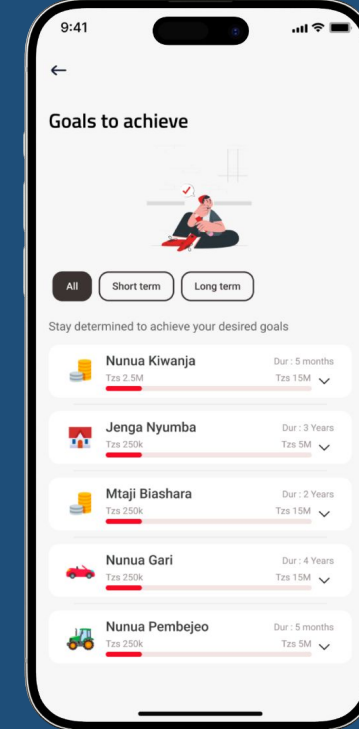 9:41
Goals to achieve
All Short term Long term
Stay determined to achieve your desired goals
Nunua Kiwanja Dur : 5 months
Tzs 2.5M Tzs 15M
Jenga Nyumba Dur : 3 Years
Tzs 250k Tzs 5M
Mtaji Biashara Dur : 2 Years
Tzs 250k Tzs 15M
Nunua Gari Dur : 4 Years
Tzs 250k Tzs 15M
Nunua Pembejeo Dur : 5 months
Tzs 250k Tzs 5M